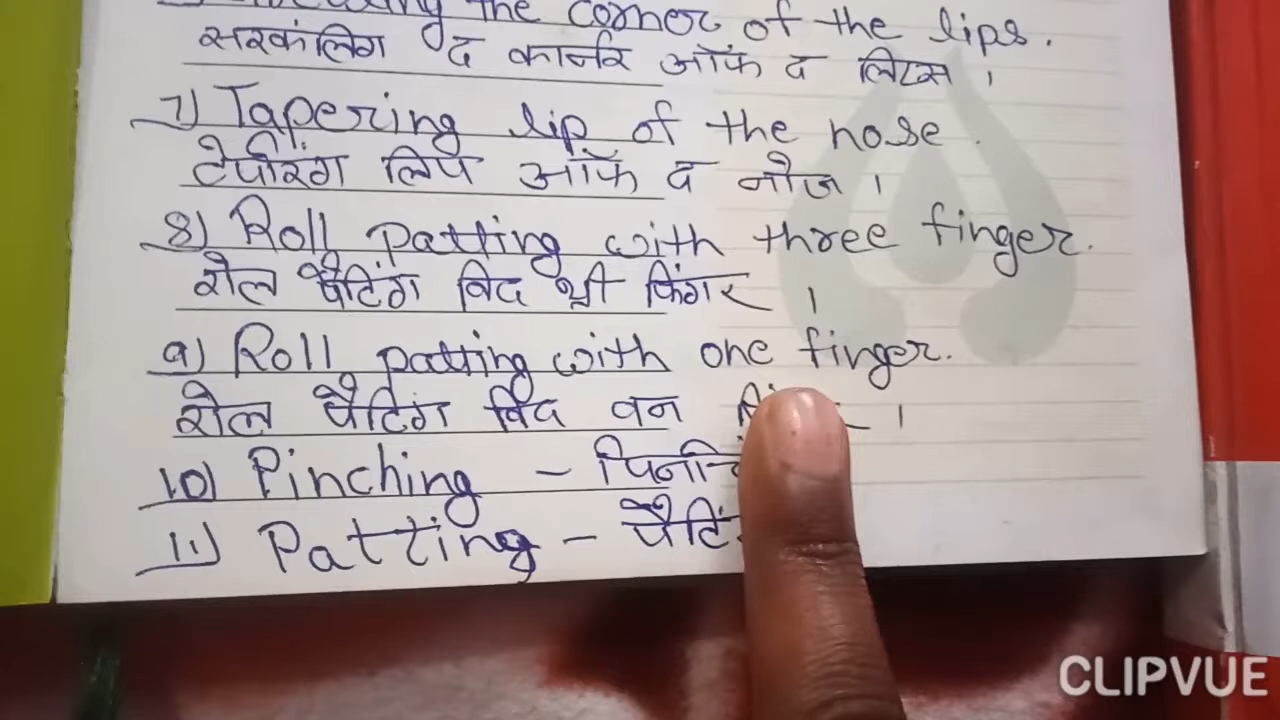 the corner of the lips.
सरकंलिग द कार्नर ऑफ द लिप्स ।
7) Tapering lip of the nose.
टेपरिंग लिप ऑफ द नोज ।
8) Roll patting with three finger.
रोल पैटिंग विद थ्री फिंगर ।
9) Roll patting with one finger.
रोल पैटिंग विद वन ।
10) Pinching -
11) Patting -
CLIPVUE